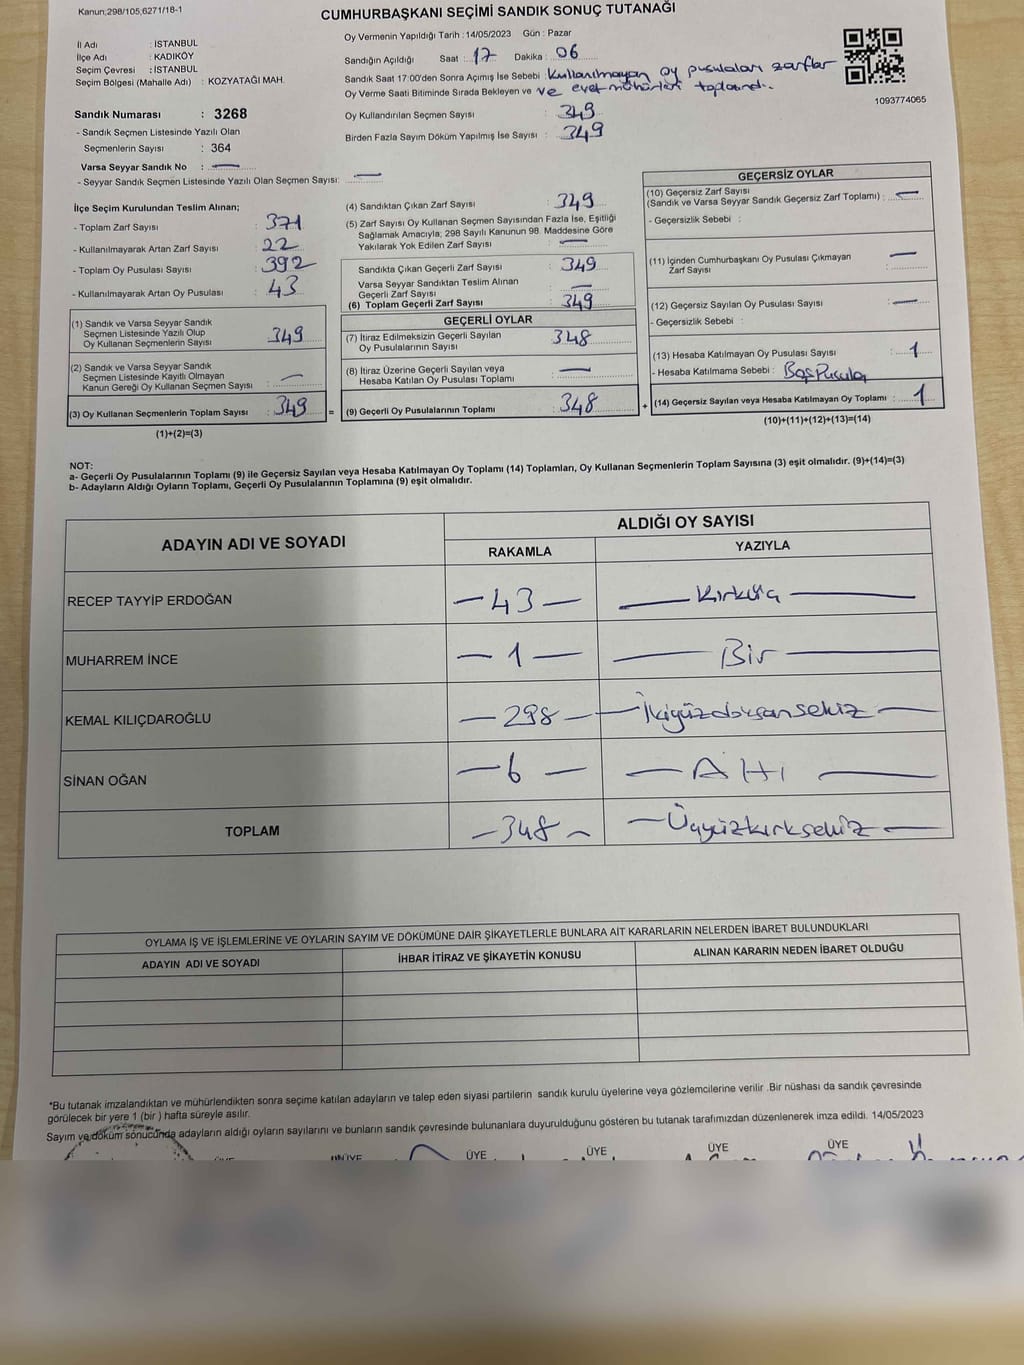 Kanun;298/105,6271/18-1
CUMHURBAŞKANI SEÇİMİ SANDIK SONUÇ TUTANAĞI
İl Adı : İSTANBUL
İlçe Adı : KADIKÖY
Seçim Çevresi : İSTANBUL
Seçim Bölgesi (Mahalle Adı) : KOZYATAĞI MAH.
Oy Vermenin Yapıldığı Tarih : 14/05/2023 Gün : Pazar
Sandığın Açıldığı Saat : 17 Dakika : 06
Sandık Saat 17:00'den Sonra Açımış İse Sebebi : Kullanılmayan oy pusulaları zarflar
Oy Verme Saati Bitiminde Sırada Bekleyen ve ve evet mühürleri toplandı.
Oy Kullandırılan Seçmen Sayısı : 349
Birden Fazla Sayım Döküm Yapılmış İse Sayısı : 349
1093774065
Sandık Numarası : 3268
- Sandık Seçmen Listesinde Yazılı Olan
Seçmenlerin Sayısı : 364
Varsa Seyyar Sandık No : —
- Seyyar Sandık Seçmen Listesinde Yazılı Olan Seçmen Sayısı: —
İlçe Seçim Kurulundan Teslim Alınan;
- Toplam Zarf Sayısı : 371
- Kullanılmayarak Artan Zarf Sayısı : 22
- Toplam Oy Pusulası Sayısı : 392
- Kullanılmayarak Artan Oy Pusulası : 43
(1) Sandık ve Varsa Seyyar Sandık
Seçmen Listesinde Yazılı Olup
Oy Kullanan Seçmenlerin Sayısı : 349
(2) Sandık ve Varsa Seyyar Sandık
Seçmen Listesinde Kayıtlı Olmayan
Kanun Gereği Oy Kullanan Seçmen Sayısı : —
(3) Oy Kullanan Seçmenlerin Toplam Sayısı : 349 =
(1)+(2)=(3)
(4) Sandıktan Çıkan Zarf Sayısı : 349
(5) Zarf Sayısı Oy Kullanan Seçmen Sayısından Fazla İse, Eşitliği
Sağlamak Amacıyla; 298 Sayılı Kanunun 98. Maddesine Göre
Yakılarak Yok Edilen Zarf Sayısı : —
Sandıkta Çıkan Geçerli Zarf Sayısı : 349
Varsa Seyyar Sandıktan Teslim Alınan
Geçerli Zarf Sayısı : —
(6) Toplam Geçerli Zarf Sayısı : 349
GEÇERLİ OYLAR
(7) İtiraz Edilmeksizin Geçerli Sayılan
Oy Pusulalarının Sayısı : 348
(8) İtiraz Üzerine Geçerli Sayılan veya
Hesaba Katılan Oy Pusulası Toplamı : —
(9) Geçerli Oy Pusulalarının Toplamı : 348 +
GEÇERSİZ OYLAR
(10) Geçersiz Zarf Sayısı
(Sandık ve Varsa Seyyar Sandık Geçersiz Zarf Toplamı) : —
- Geçersizlik Sebebi :
(11) İçinden Cumhurbaşkanı Oy Pusulası Çıkmayan
Zarf Sayısı : —
(12) Geçersiz Sayılan Oy Pusulası Sayısı : —
- Geçersizlik Sebebi :
(13) Hesaba Katılmayan Oy Pusulası Sayısı : 1
- Hesaba Katılmama Sebebi : Boş Pusula
(14) Geçersiz Sayılan veya Hesaba Katılmayan Oy Toplamı : 1
(10)+(11)+(12)+(13)=(14)
NOT:
a- Geçerli Oy Pusulalarının Toplamı (9) ile Geçersiz Sayılan veya Hesaba Katılmayan Oy Toplamı (14) Toplamları, Oy Kullanan Seçmenlerin Toplam Sayısına (3) eşit olmalıdır. (9)+(14)=(3)
b- Adayların Aldığı Oyların Toplamı, Geçerli Oy Pusulalarının Toplamına (9) eşit olmalıdır.
ADAYIN ADI VE SOYADI ALDIĞI OY SAYISI
RAKAMLA YAZIYLA
RECEP TAYYİP ERDOĞAN — 43 — — Kırküç —
MUHARREM İNCE — 1 — — Bir —
KEMAL KILIÇDAROĞLU — 298 — — İkiyüzdoksansekiz —
SİNAN OĞAN — 6 — — Altı —
TOPLAM — 348 — — Üçyüzkırksekiz —
OYLAMA İŞ VE İŞLEMLERİNE VE OYLARIN SAYIM VE DÖKÜMÜNE DAİR ŞİKAYETLERLE BUNLARA AİT KARARLARIN NELERDEN İBARET BULUNDUKLARI
ADAYIN ADI VE SOYADI İHBAR İTİRAZ VE ŞİKAYETİN KONUSU ALINAN KARARIN NEDEN İBARET OLDUĞU
*Bu tutanak imzalandıktan ve mühürlendikten sonra seçime katılan adayların ve talep eden siyasi partilerin sandık kurulu üyelerine veya gözlemcilerine verilir .Bir nüshası da sandık çevresinde
görülecek bir yere 1 (bir ) hafta süreyle asılır.
Sayım ve döküm sonucunda adayların aldığı oyların sayılarını ve bunların sandık çevresinde bulunanlara duyurulduğunu gösteren bu tutanak tarafımızdan düzenlenerek imza edildi. 14/05/2023
ÜYE ÜYE ÜYE ÜYE